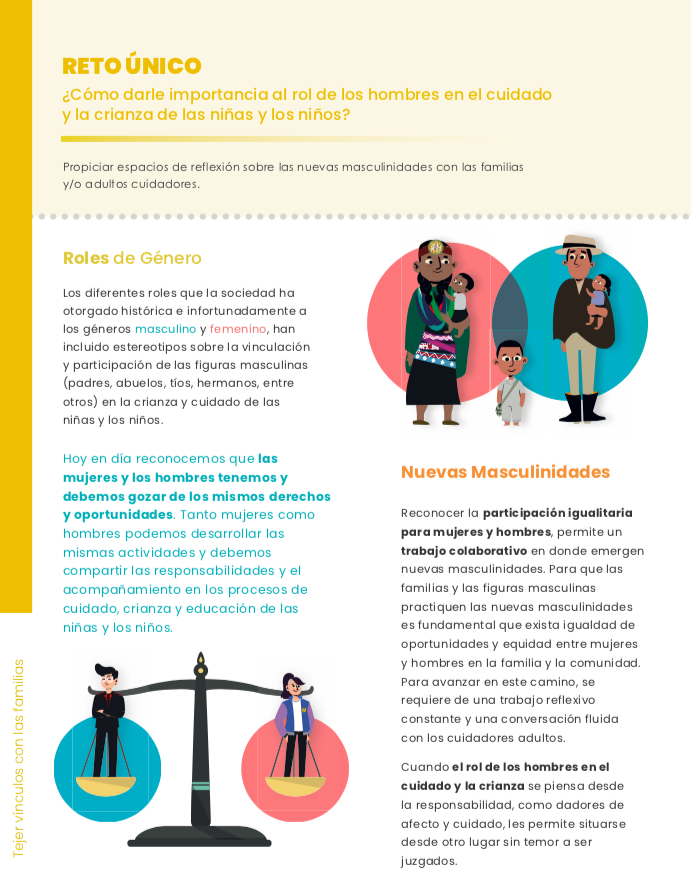 RETO ÚNICO
¿Cómo darle importancia al rol de los hombres en el cuidado
y la crianza de las niñas y los niños?
Propiciar espacios de reflexión sobre las nuevas masculinidades con las familias
y/o adultos cuidadores.
Roles de Género
Los diferentes roles que la sociedad ha
otorgado histórica e infortunadamente a
los géneros masculino y femenino, han
incluido estereotipos sobre la vinculación
y participación de las figuras masculinas
(padres, abuelos, tíos, hermanos, entre
otros) en la crianza y cuidado de las
niñas y los niños.
Hoy en día reconocemos que las
mujeres y los hombres tenemos y
debemos gozar de los mismos derechos
y oportunidades. Tanto mujeres como
hombres podemos desarrollar las
mismas actividades y debemos
compartir las responsabilidades y el
acompañamiento en los procesos de
cuidado, crianza y educación de las
niñas y los niños.
Nuevas Masculinidades
Reconocer la participación igualitaria
para mujeres y hombres, permite un
trabajo colaborativo en donde emergen
nuevas masculinidades. Para que las
familias y las figuras masculinas
practiquen las nuevas masculinidades
es fundamental que exista igualdad de
oportunidades y equidad entre mujeres
y hombres en la familia y la comunidad.
Para avanzar en este camino, se
requiere de una trabajo reflexivo
constante y una conversación fluida
con los cuidadores adultos.
Cuando el rol de los hombres en el
cuidado y la crianza se piensa desde
la responsabilidad, como dadores de
afecto y cuidado, les permite situarse
desde otro lugar sin temor a ser
juzgados.
Tejer vínculos con las familias